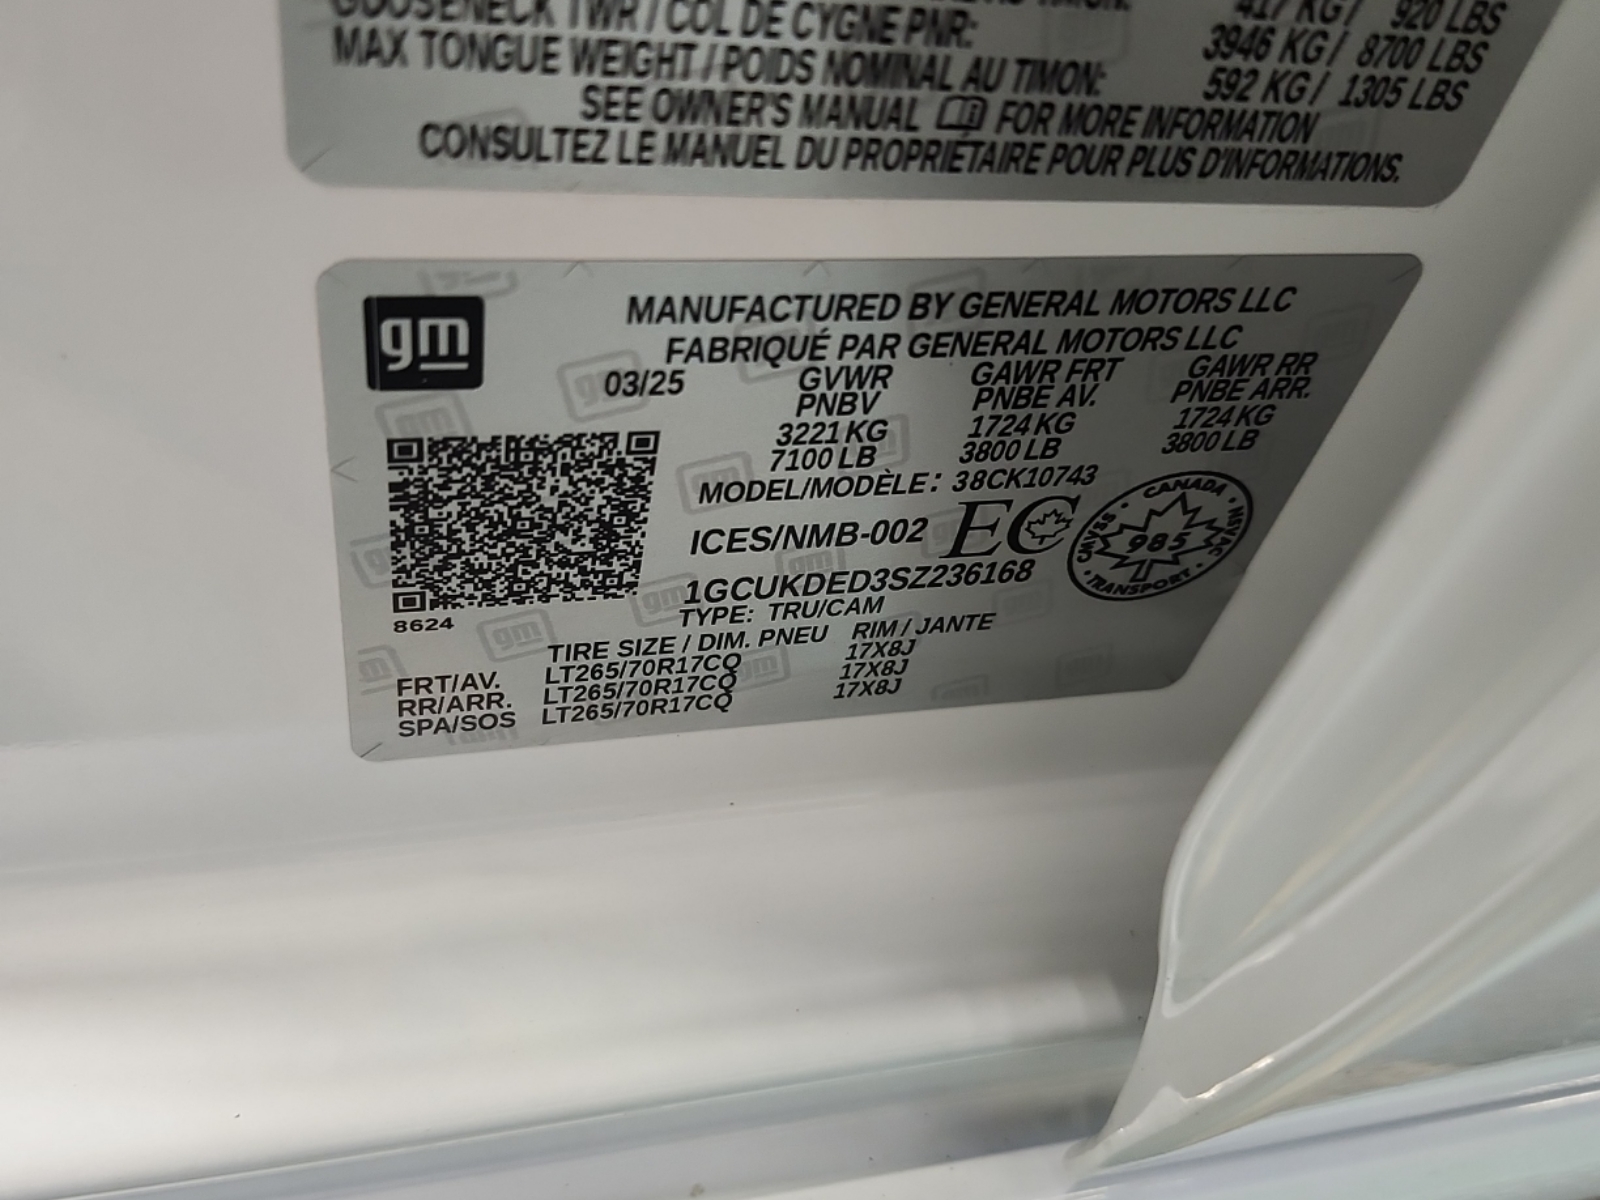 417 KG / 920 LBS
GOOSENECK TWR / COL DE CYGNE PNR: 3946 KG / 8700 LBS
MAX TONGUE WEIGHT / POIDS NOMINAL AU TIMON: 592 KG / 1305 LBS
SEE OWNER'S MANUAL FOR MORE INFORMATION
CONSULTEZ LE MANUEL DU PROPRIÉTAIRE POUR PLUS D'INFORMATIONS.
gm
MANUFACTURED BY GENERAL MOTORS LLC
FABRIQUÉ PAR GENERAL MOTORS LLC
03/25 GVWR GAWR FRT GAWR RR
PNBV PNBE AV. PNBE ARR.
3221 KG 1724 KG 1724 KG
7100 LB 3800 LB 3800 LB
MODEL/MODÈLE: 38CK10743
ICES/NMB-002 EC
CANADA CMVSS NSVAC TRANSPORT 985
1GCUKDED3SZ236168
TYPE: TRU/CAM
8624
TIRE SIZE / DIM. PNEU RIM / JANTE
FRT/AV. LT265/70R17CQ 17X8J
RR/ARR. LT265/70R17CQ 17X8J
SPA/SOS LT265/70R17CQ 17X8J